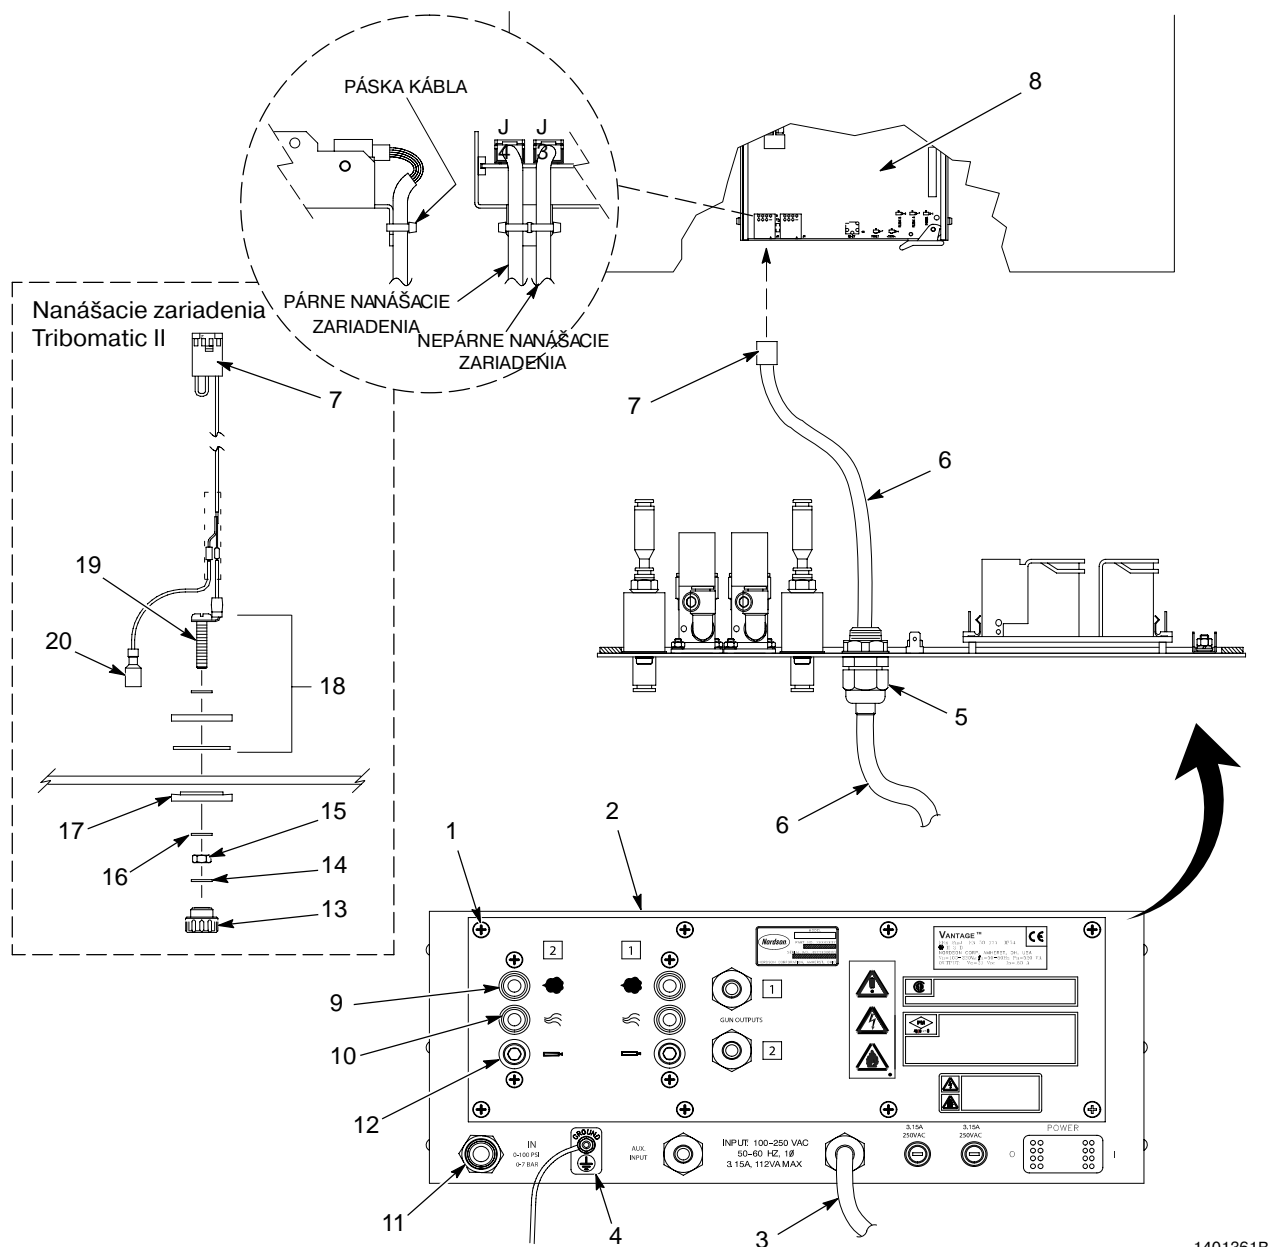 PÁSKA KÁBLA
8
J
J
4
3
PÁRNE NANÁŠACIE
ZARIADENIA
NEPÁRNE NANÁŠACIE
ZARIADENIA
Nanášacie zariadenia
Tribomatic II
7
7
6
19
20
18
5
17
15
16
14
13
6
1
2
Nordson
VANTAGE™
CE
2
1
9
1
10
GUN OUTPUTS
2
12
3.15A
250VAC
3.15A
250VAC
POWER
IN
0-100 PSI
0-7 BAR
GROUND
AUX.
INPUT
INPUT: 100-250 VAC
50-60 HZ, 1Ø
3.15A, 112VA MAX
O
I
11
4
3
1401361B